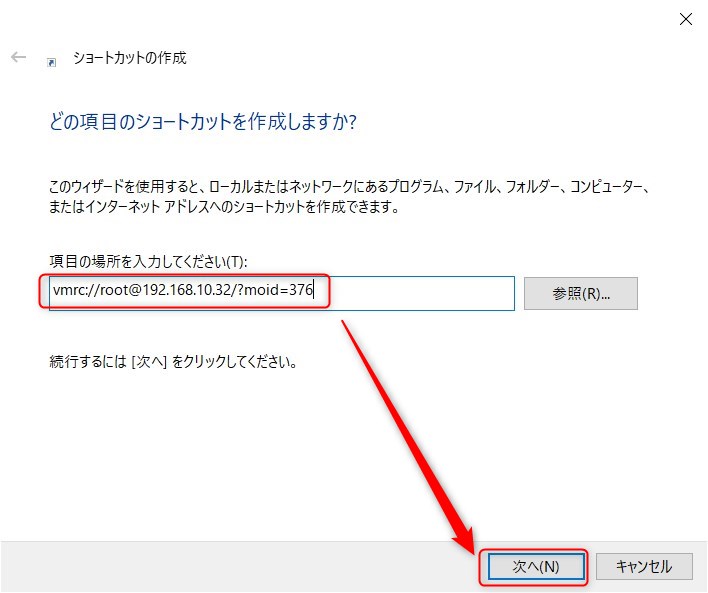 ショートカットの作成
どの項目のショートカットを作成しますか?
このウィザードを使用すると、ローカルまたはネットワークにあるプログラム、ファイル、フォルダー、コンピューター、
またはインターネット アドレスへのショートカットを作成できます。
項目の場所を入力してください(T):
vmrc://root@192.168.10.32/?moid=376
参照(R)...
続行するには [次へ] をクリックしてください。
次へ(N)
キャンセル